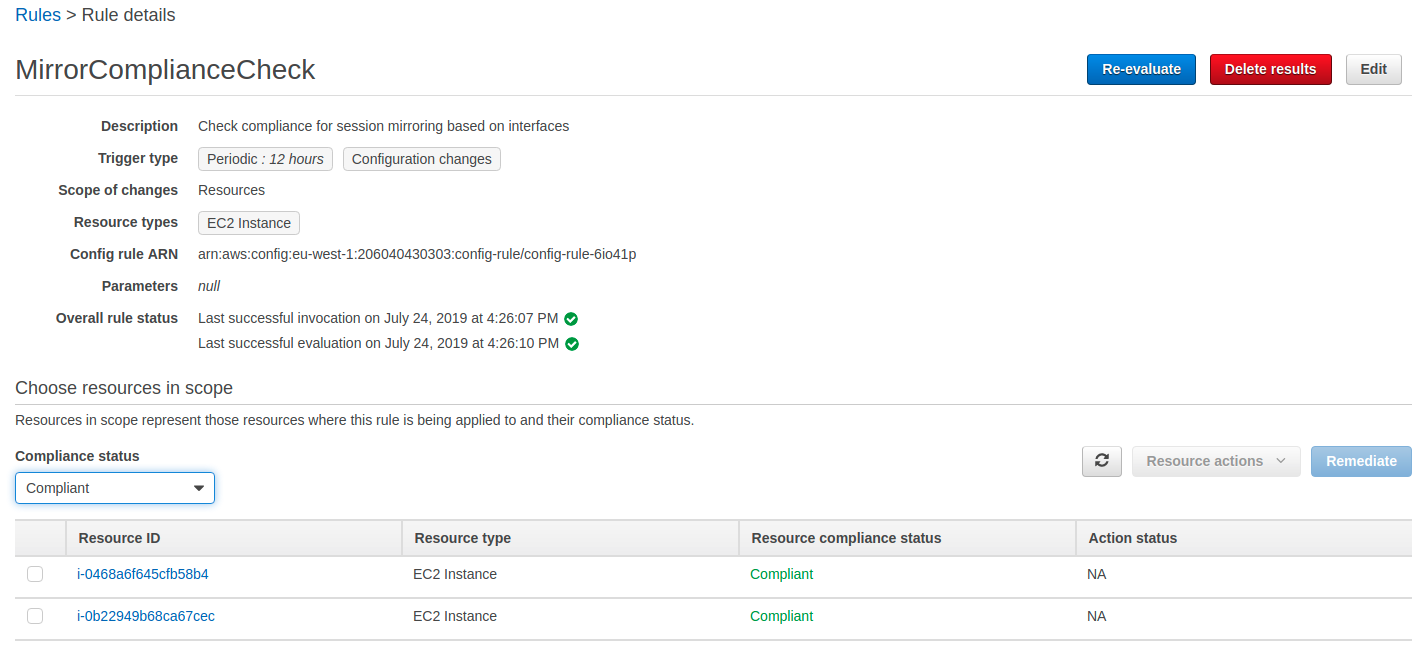 Rules > Rule details
MirrorComplianceCheck
Re-evaluate Delete results Edit
Description Check compliance for session mirroring based on interfaces
Trigger type Periodic : 12 hours Configuration changes
Scope of changes Resources
Resource types EC2 Instance
Config rule ARN arn:aws:config:eu-west-1:206040430303:config-rule/config-rule-6io41p
Parameters null
Overall rule status Last successful invocation on July 24, 2019 at 4:26:07 PM
Last successful evaluation on July 24, 2019 at 4:26:10 PM
Choose resources in scope
Resources in scope represent those resources where this rule is being applied to and their compliance status.
Compliance status
Resource actions Remediate
Compliant
Resource ID Resource type Resource compliance status Action status
i-0468a6f645cfb58b4 EC2 Instance Compliant NA
i-0b22949b68ca67cec EC2 Instance Compliant NA